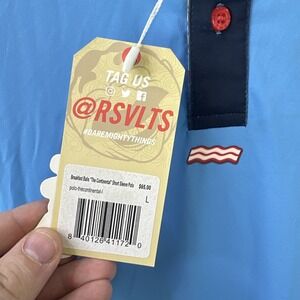 TAG US
@RSVLTS
#DAREMIGHTYTHINGS
Breakfast Balls "The Continental" Short Sleeve Polo $65.00
polo-thecontinental-l L
8 40126 41172 0